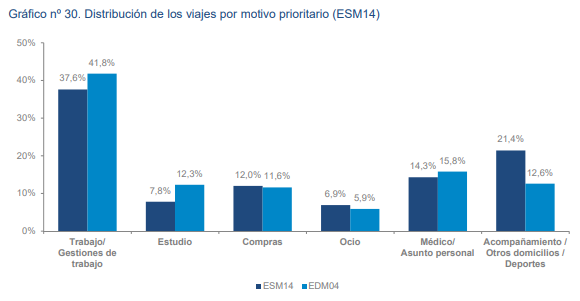 Gráfico nº 30. Distribución de los viajes por motivo prioritario (ESM14)
50%
40%
30%
20%
10%
0%
37,6%
41,8%
7,8%
12,3%
12,0%
11,6%
6,9%
5,9%
14,3%
15,8%
21,4%
12,6%
Trabajo/
Gestiones de
trabajo
Estudio
Compras
Ocio
Médico/
Asunto personal
Acompañamiento /
Otros domicilios /
Deportes
ESM14
EDM04